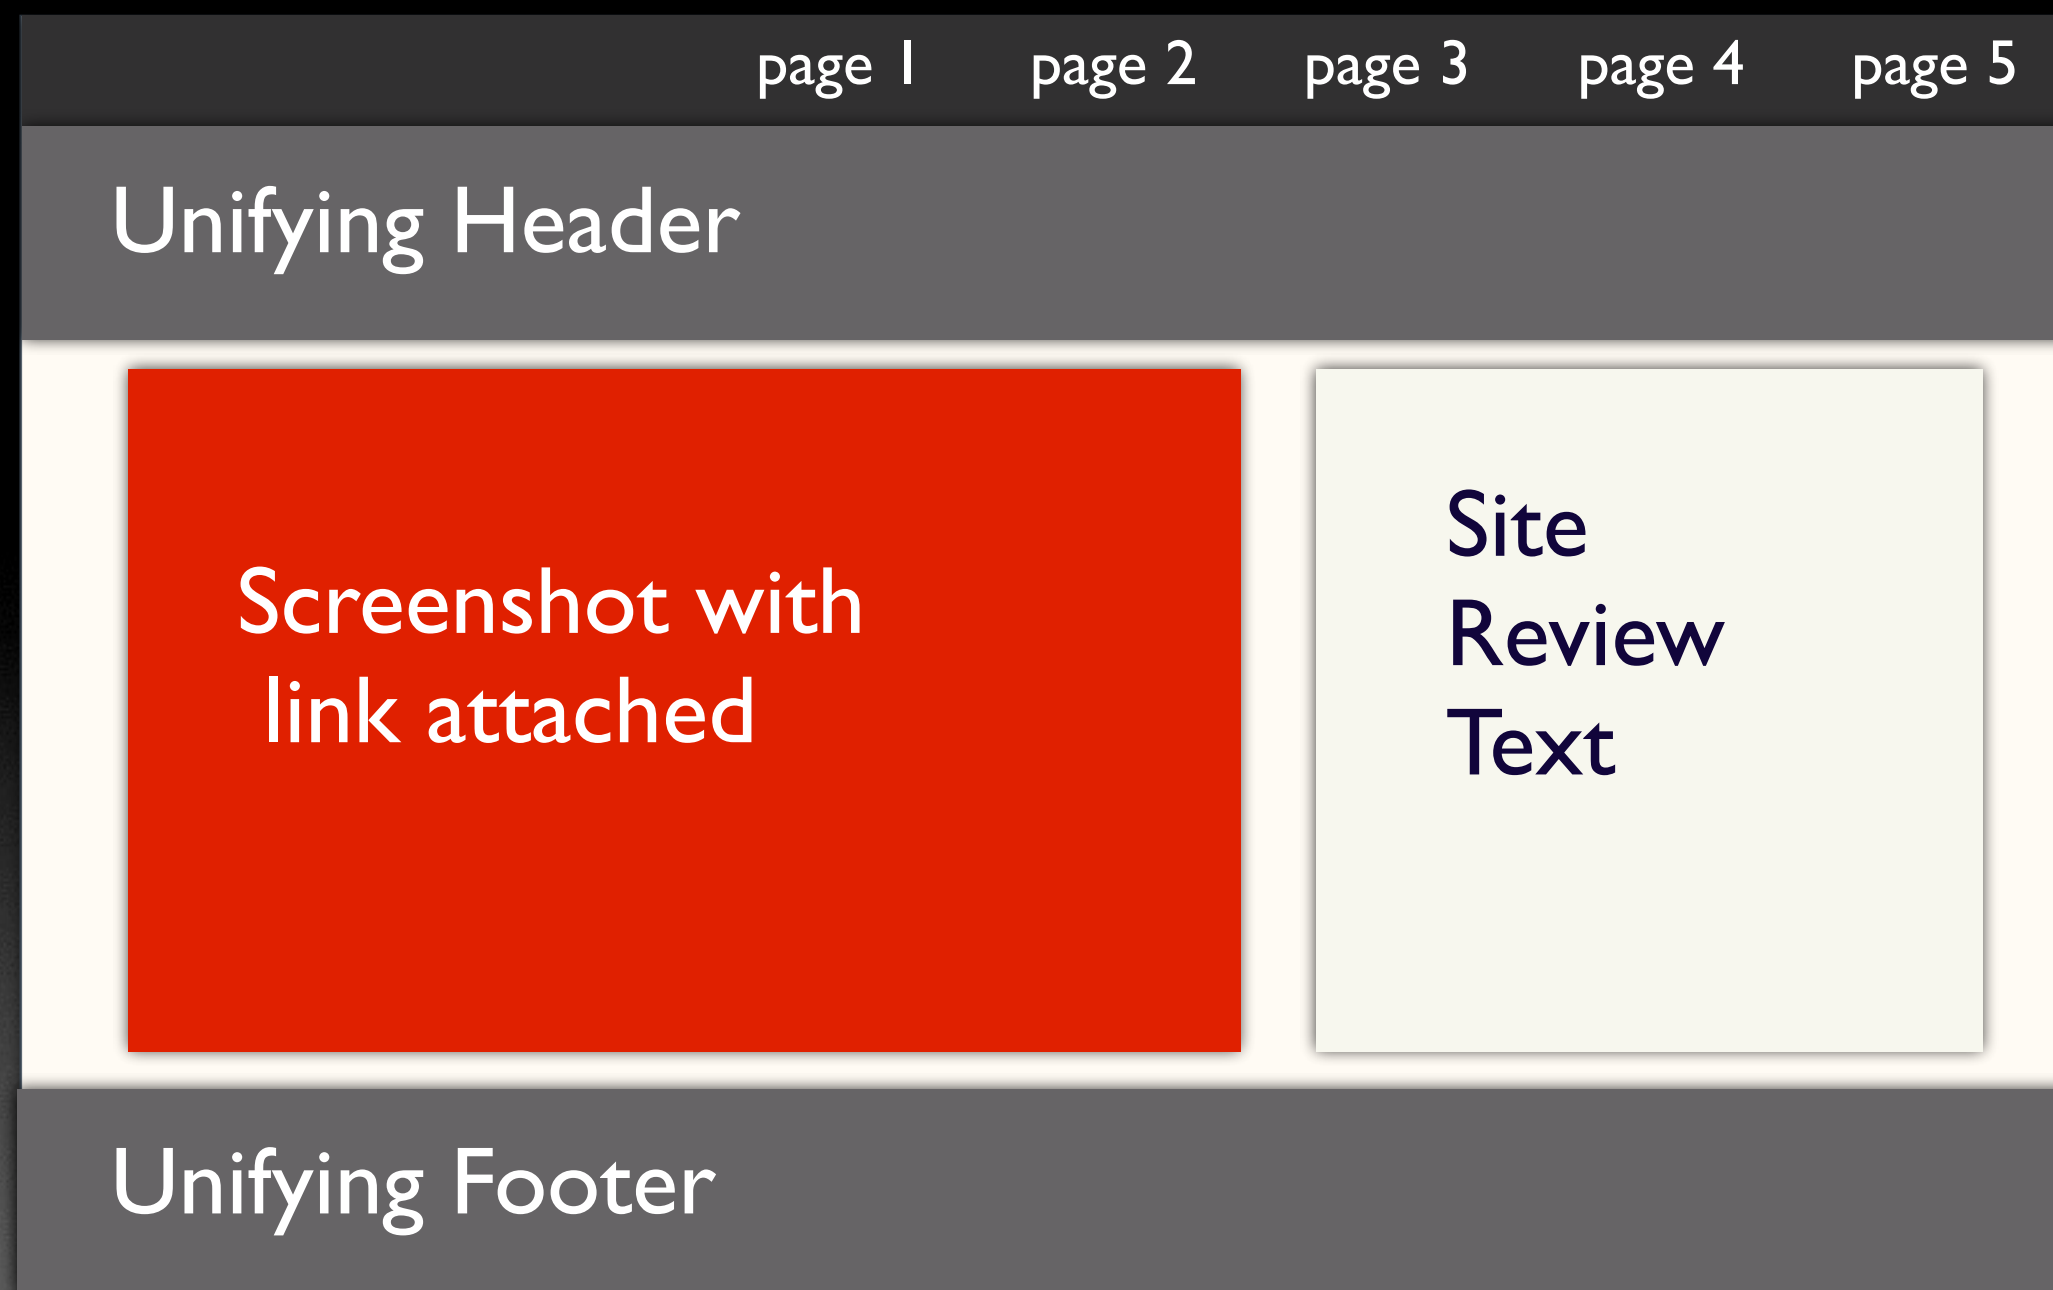 page 1 page 2 page 3 page 4 page 5
Unifying Header
Screenshot with
link attached
Site
Review
Text
Unifying Footer